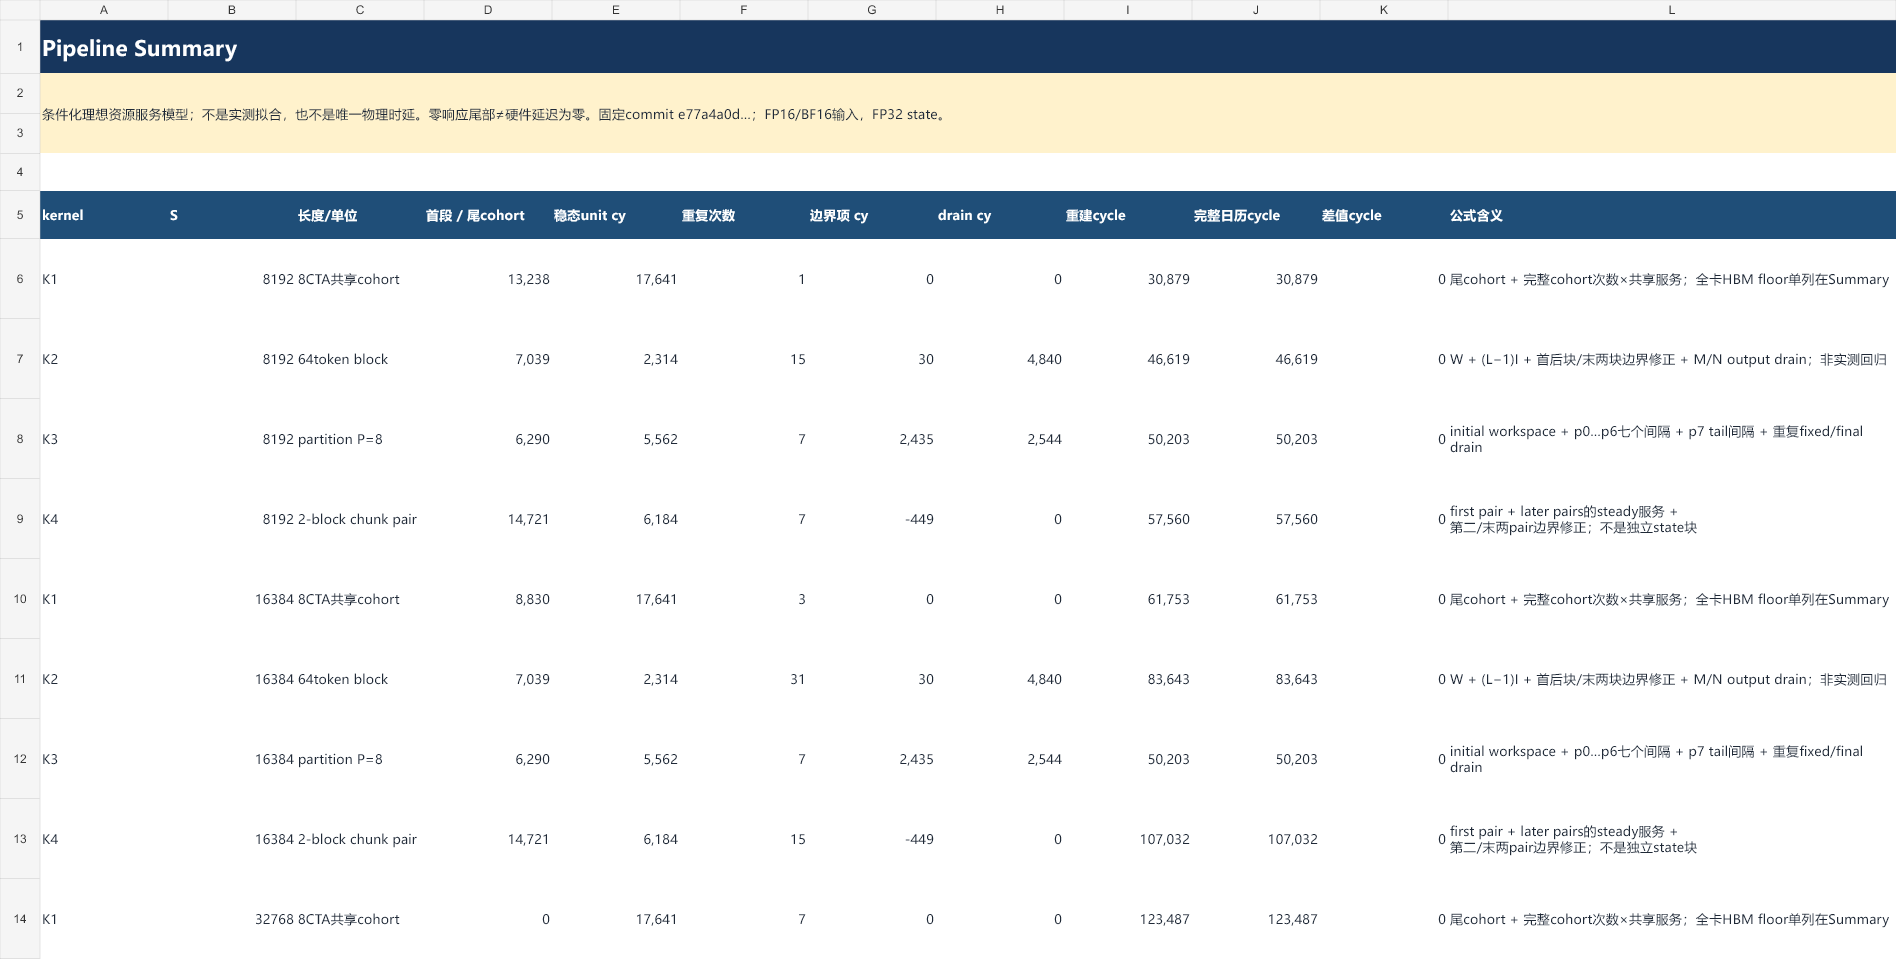 A B C D E F G H I J K L
1 Pipeline Summary
2
条件化理想资源服务模型；不是实测拟合，也不是唯一物理时延。零响应尾部≠硬件延迟为零。固定commit e77a4a0d…；FP16/BF16输入，FP32 state。
3
4
5 kernel S 长度/单位 首段 / 尾cohort 稳态unit cy 重复次数 边界项 cy drain cy 重建cycle 完整日历cycle 差值cycle 公式含义
6 K1 8192 8CTA共享cohort 13,238 17,641 1 0 0 30,879 30,879 0 尾cohort + 完整cohort次数×共享服务；全卡HBM floor单列在Summary
7 K2 8192 64token block 7,039 2,314 15 30 4,840 46,619 46,619 0 W + (L−1)I + 首后块/末两块边界修正 + M/N output drain；非实测回归
8 K3 8192 partition P=8 6,290 5,562 7 2,435 2,544 50,203 50,203 0 initial workspace + p0…p6七个间隔 + p7 tail间隔 + 重复fixed/final
drain
9 K4 8192 2-block chunk pair 14,721 6,184 7 -449 0 57,560 57,560 0 first pair + later pairs的steady服务 +
第二/末两pair边界修正；不是独立state块
10 K1 16384 8CTA共享cohort 8,830 17,641 3 0 0 61,753 61,753 0 尾cohort + 完整cohort次数×共享服务；全卡HBM floor单列在Summary
11 K2 16384 64token block 7,039 2,314 31 30 4,840 83,643 83,643 0 W + (L−1)I + 首后块/末两块边界修正 + M/N output drain；非实测回归
12 K3 16384 partition P=8 6,290 5,562 7 2,435 2,544 50,203 50,203 0 initial workspace + p0…p6七个间隔 + p7 tail间隔 + 重复fixed/final
drain
13 K4 16384 2-block chunk pair 14,721 6,184 15 -449 0 107,032 107,032 0 first pair + later pairs的steady服务 +
第二/末两pair边界修正；不是独立state块
14 K1 32768 8CTA共享cohort 0 17,641 7 0 0 123,487 123,487 0 尾cohort + 完整cohort次数×共享服务；全卡HBM floor单列在Summary